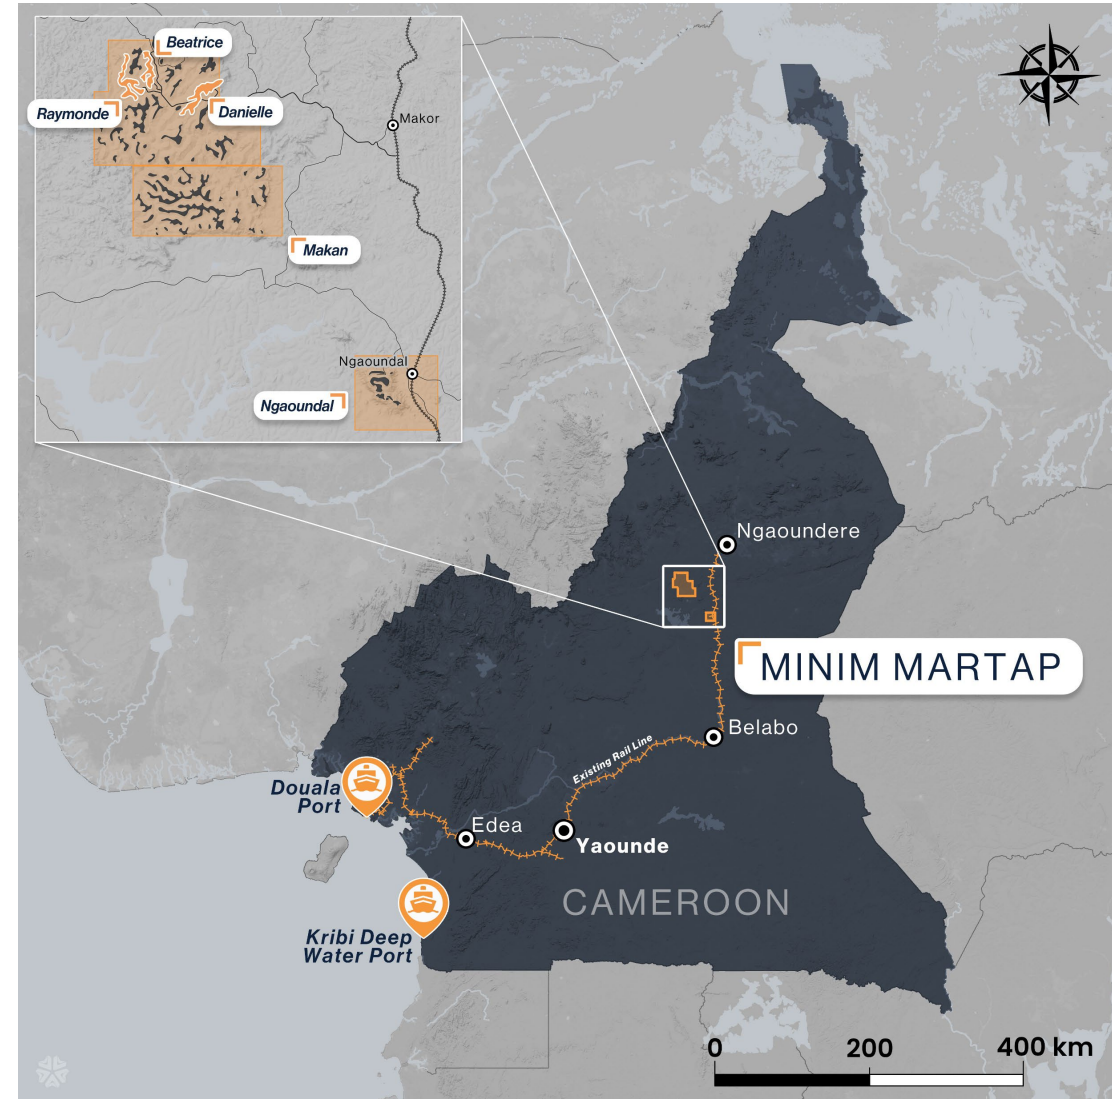 Beatrice
Raymonde
Danielle
Makor
Makan
Ngaoundal
Ngaoundal
Ngaoundere
MINIM MARTAP
Belabo
Existing Rail Line
Douala
Port
Edea
Yaounde
CAMEROON
Kribi Deep
Water Port
0 200 400 km